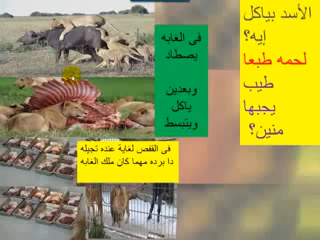 الأسد بياكل
إيه؟
لحمه طبعا
طيب
يجبها
منين؟
فى الغابه
يصطاد
وبعدين
ياكل
ويتبسط
فى القفص لغاية عنده تجيله
دا برده مهما كان ملك الغابه